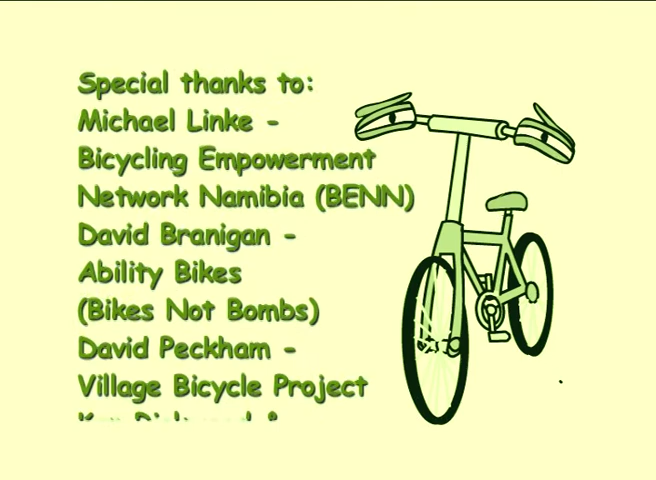 Special thanks to:
Michael Linke -
Bicycling Empowerment
Network Namibia (BENN)
David Branigan -
Ability Bikes
(Bikes Not Bombs)
David Peckham -
Village Bicycle Project